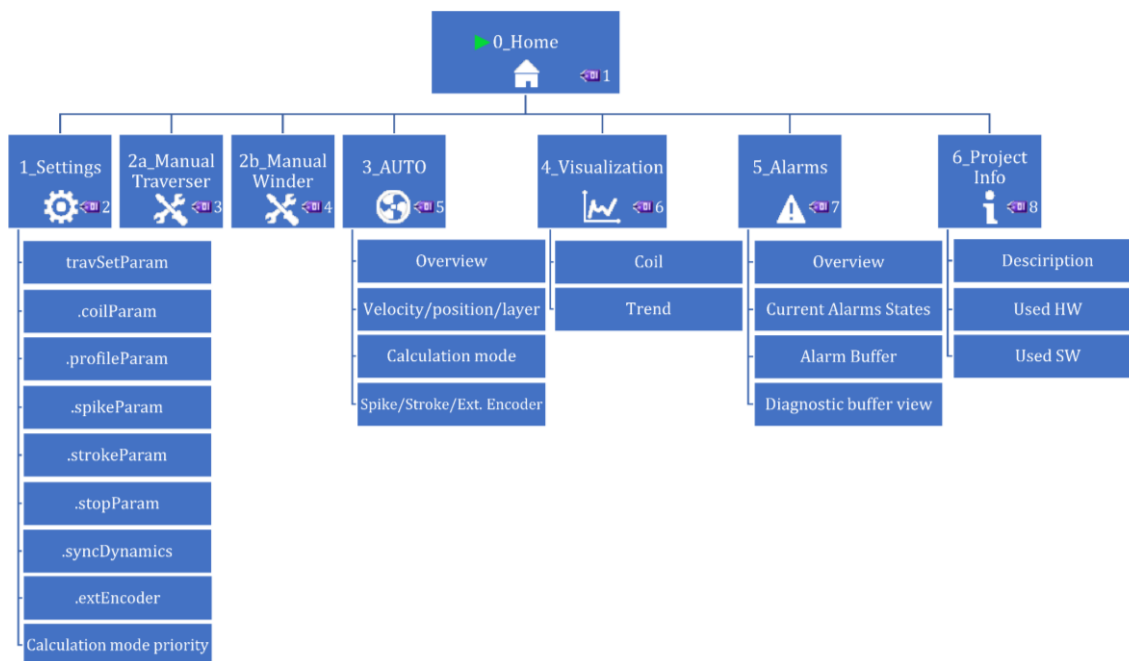 0_Home
1
1_Settings
2
2a_Manual
Traverser
3
2b_Manual
Winder
4
3_AUTO
5
4_Visualization
6
5_Alarms
7
6_Project
Info
8
travSetParam
.coilParam
.profileParam
.spikeParam
.strokeParam
.stopParam
.syncDynamics
.extEncoder
Calculation mode priority
Overview
Velocity/position/layer
Calculation mode
Spike/Stroke/Ext. Encoder
Coil
Trend
Overview
Current Alarms States
Alarm Buffer
Diagnostic buffer view
Desciription
Used HW
Used SW